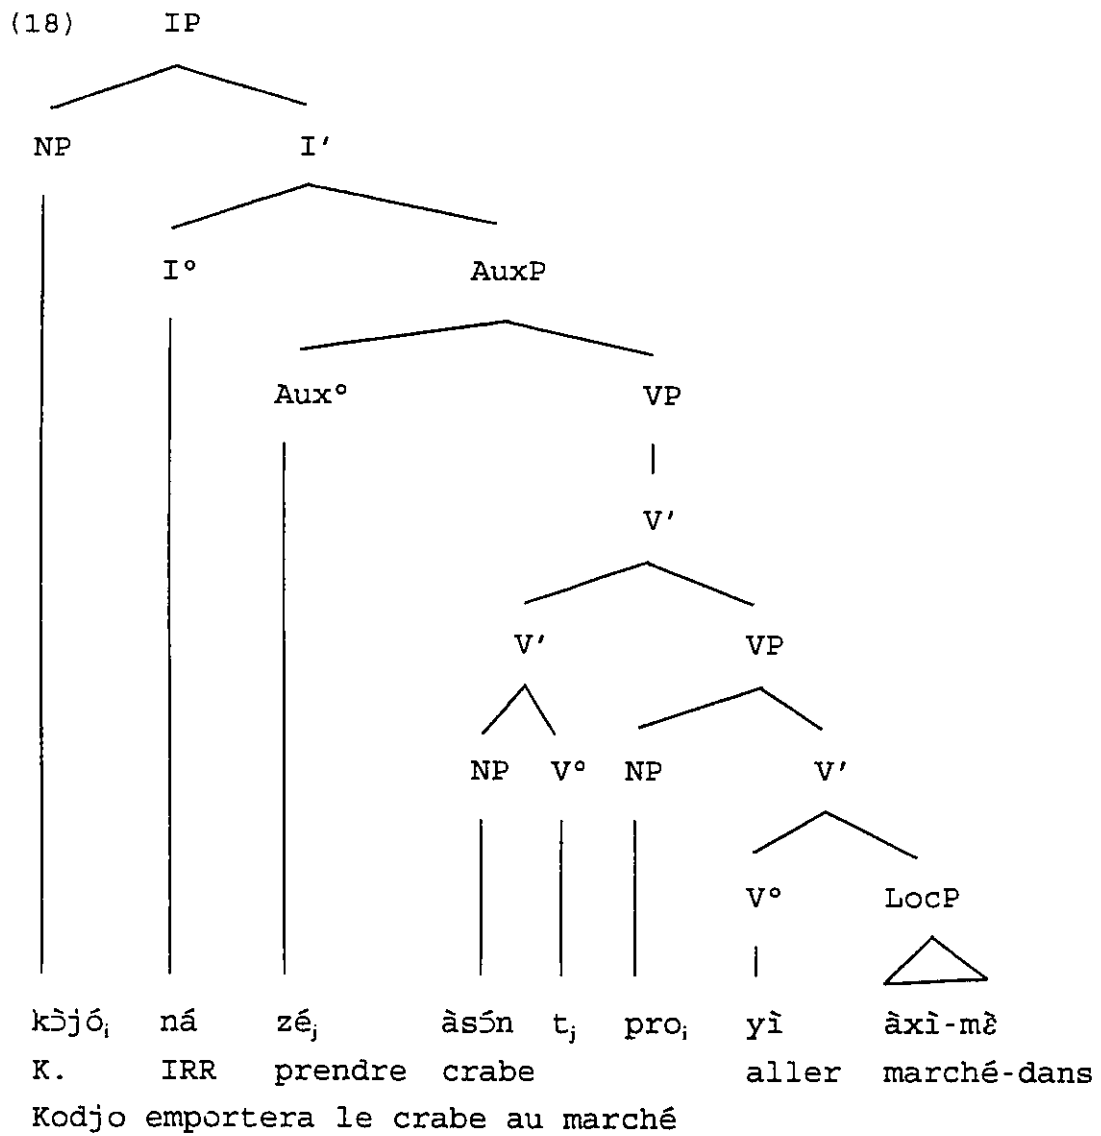 (18) IP
NP I'
I° AuxP
Aux° VP
V'
V' VP
NP V° NP V'
V° LocP
kɔ̀jó_i ná zé_j àsɔ́n t_j pro_i yì àxì-mɛ̀
K. IRR prendre crabe aller marché-dans
Kodjo emportera le crabe au marché